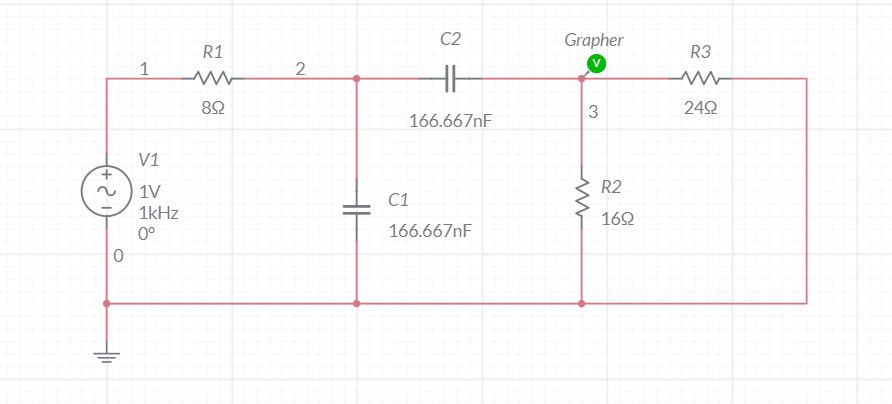 C2
Grapher
R1
R3
V
1
2
8Ω
24Ω
166.667nF
3
V1
1V
1kHz
0°
C1
166.667nF
R2
16Ω
0